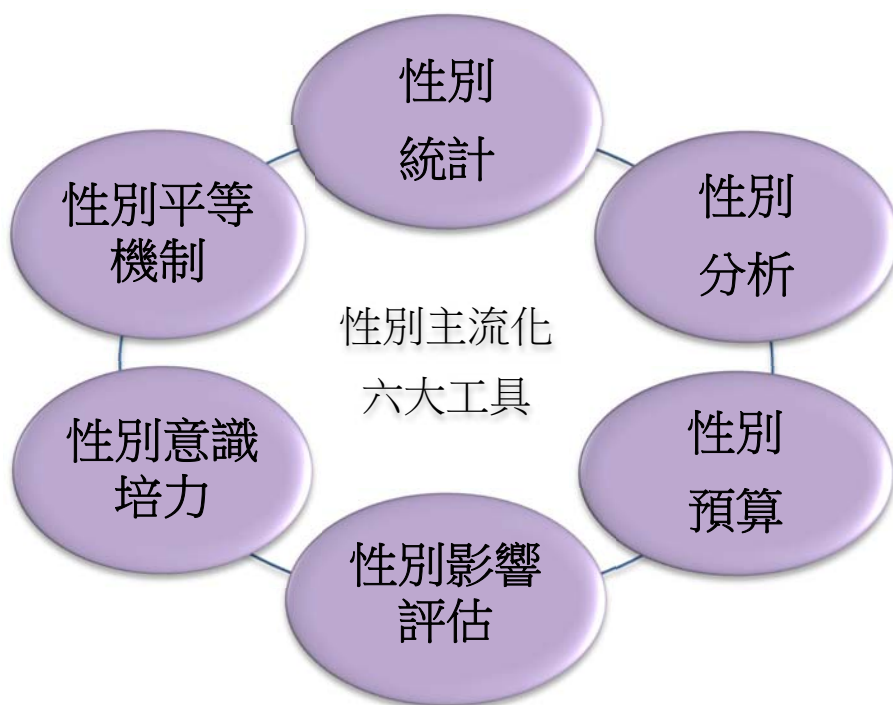 性別
統計
性別
分析
性別
預算
性別影響
評估
性別意識
培力
性別平等
機制
性別主流化
六大工具